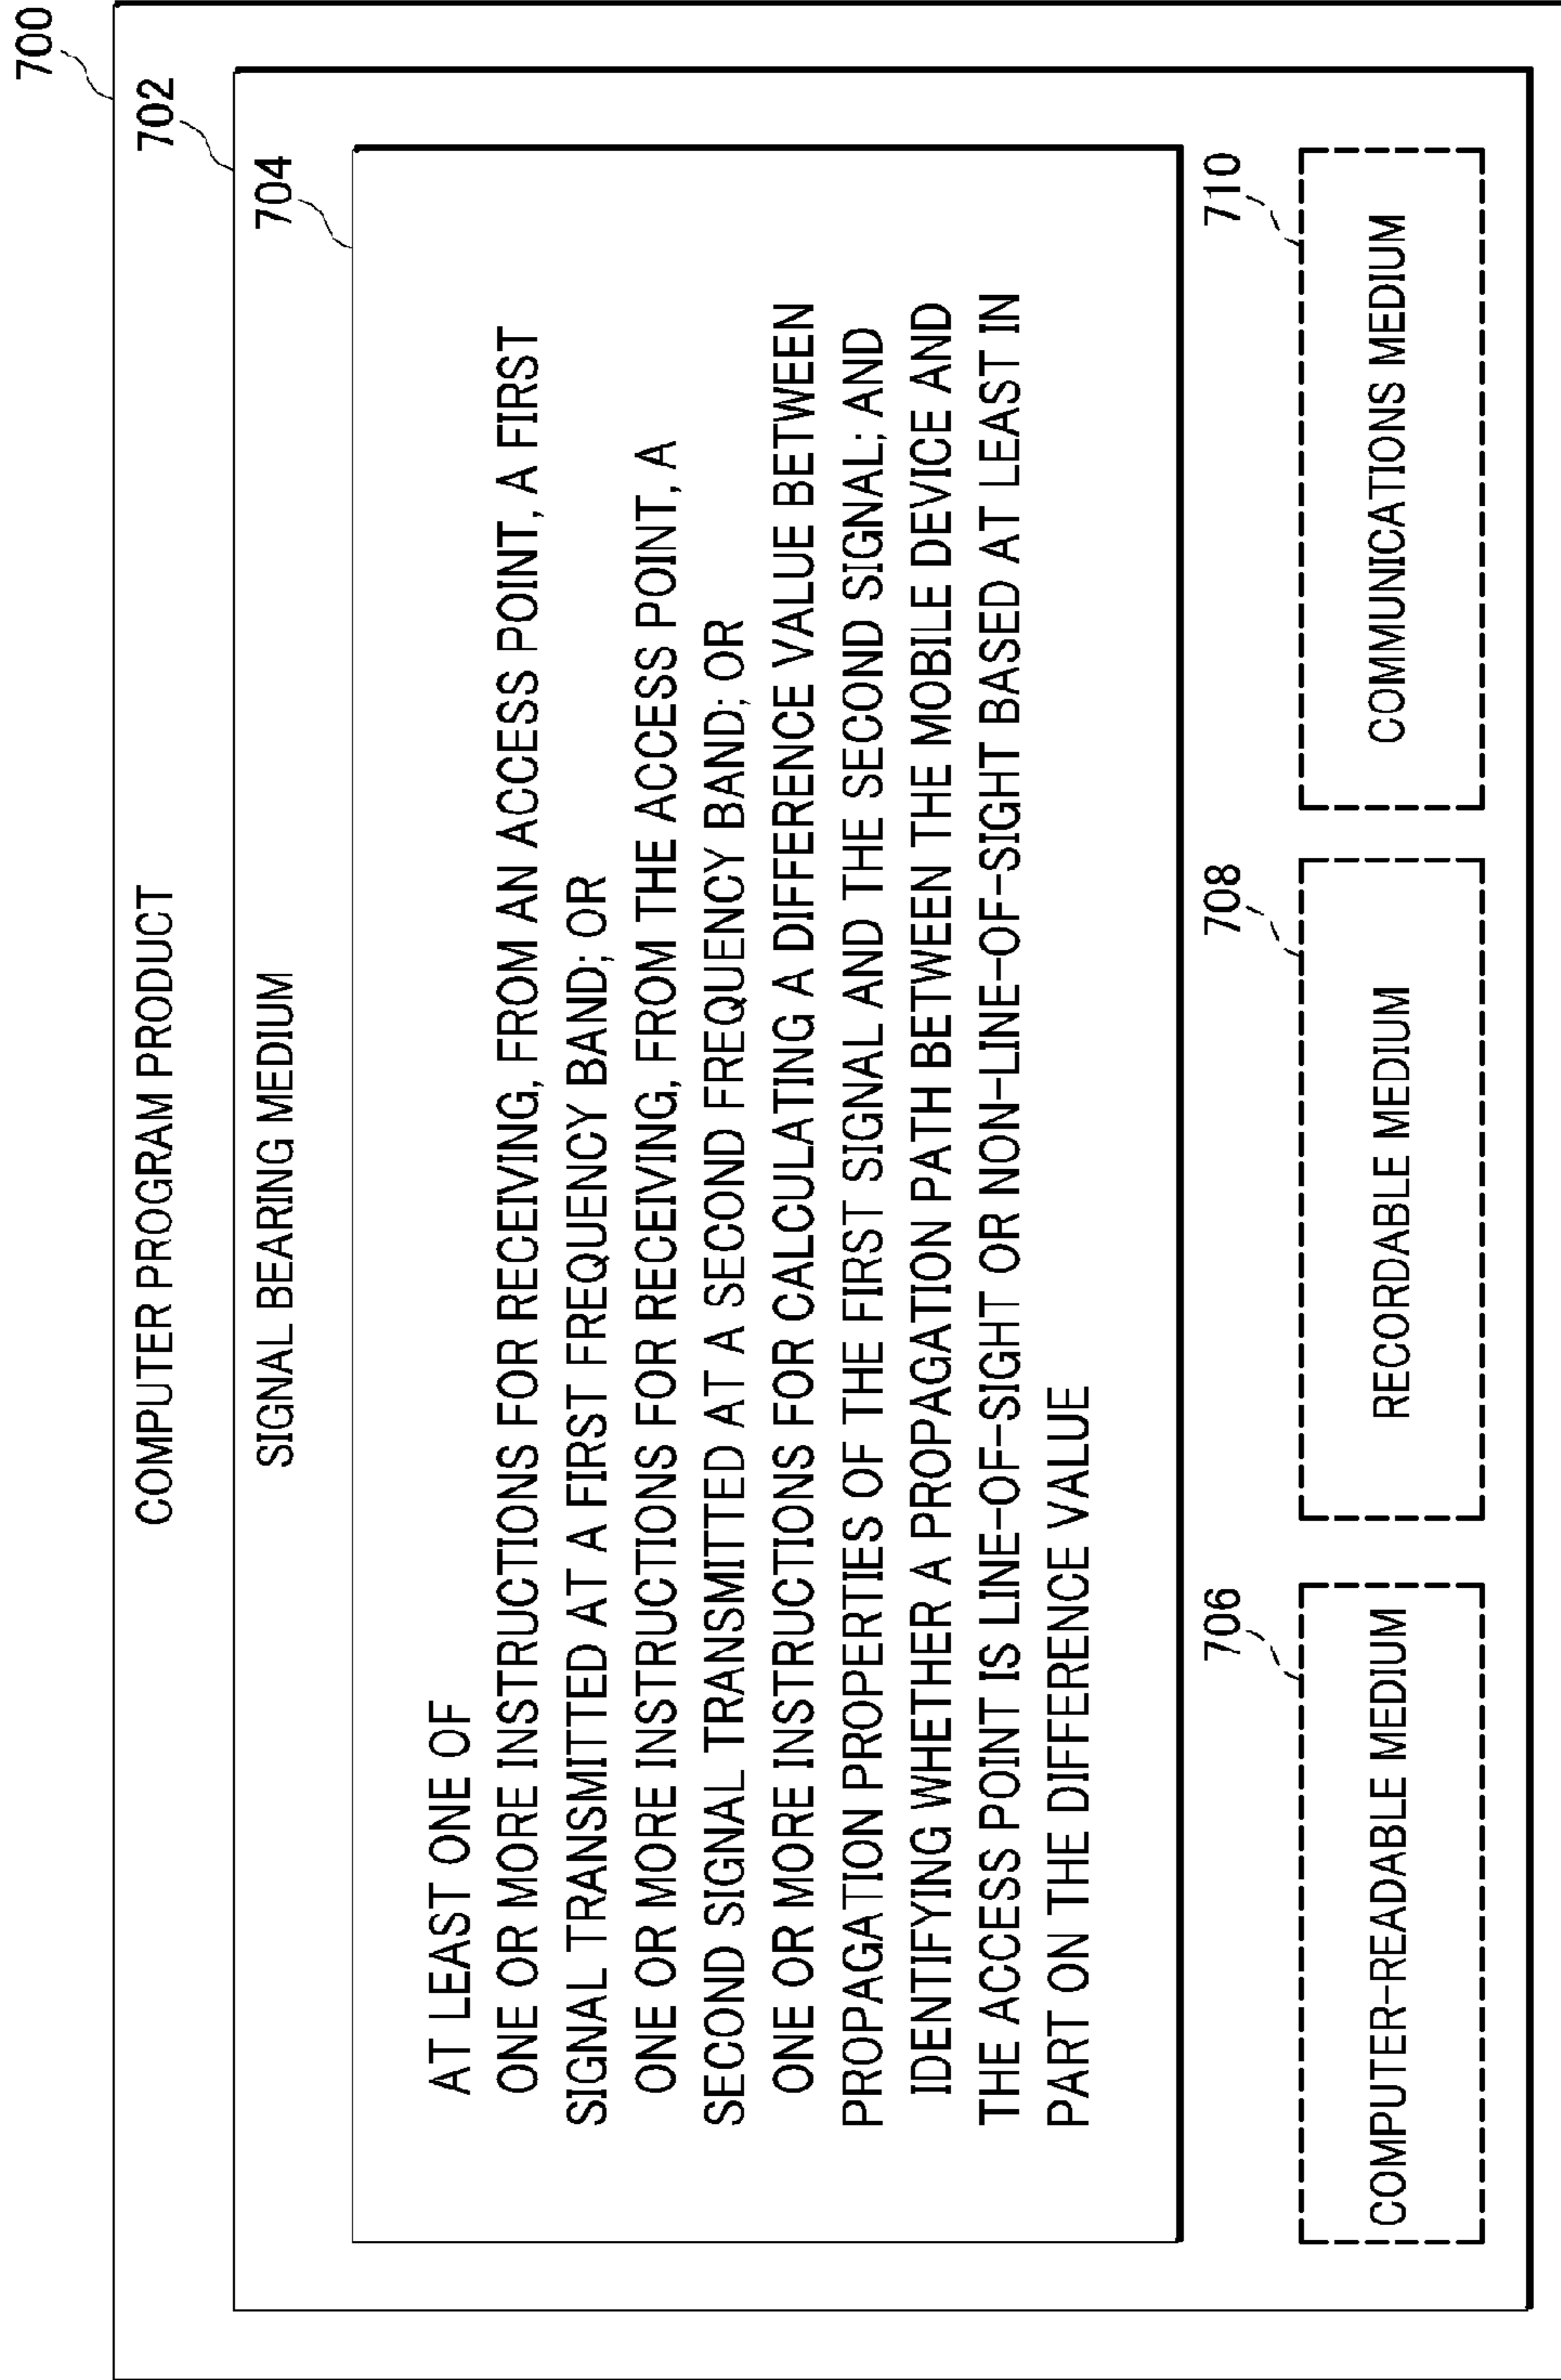 700
COMPUTER PROGRAM PRODUCT
702
SIGNAL BEARING MEDIUM
704
AT LEAST ONE OF
ONE OR MORE INSTRUCTIONS FOR RECEIVING, FROM AN ACCESS POINT, A FIRST
SIGNAL TRANSMITTED AT A FIRST FREQUENCY BAND; OR
ONE OR MORE INSTRUCTIONS FOR RECEIVING, FROM THE ACCESS POINT, A
SECOND SIGNAL TRANSMITTED AT A SECOND FREQUENCY BAND; OR
ONE OR MORE INSTRUCTIONS FOR CALCULATING A DIFFERENCE VALUE BETWEEN
PROPAGATION PROPERTIES OF THE FIRST SIGNAL AND THE SECOND SIGNAL; AND
IDENTIFYING WHETHER A PROPAGATION PATH BETWEEN THE MOBILE DEVICE AND
THE ACCESS POINT IS LINE-OF-SIGHT OR NON-LINE-OF-SIGHT BASED AT LEAST IN
PART ON THE DIFFERENCE VALUE
706
COMPUTER-READABLE MEDIUM
708
RECORDABLE MEDIUM
710
COMMUNICATIONS MEDIUM